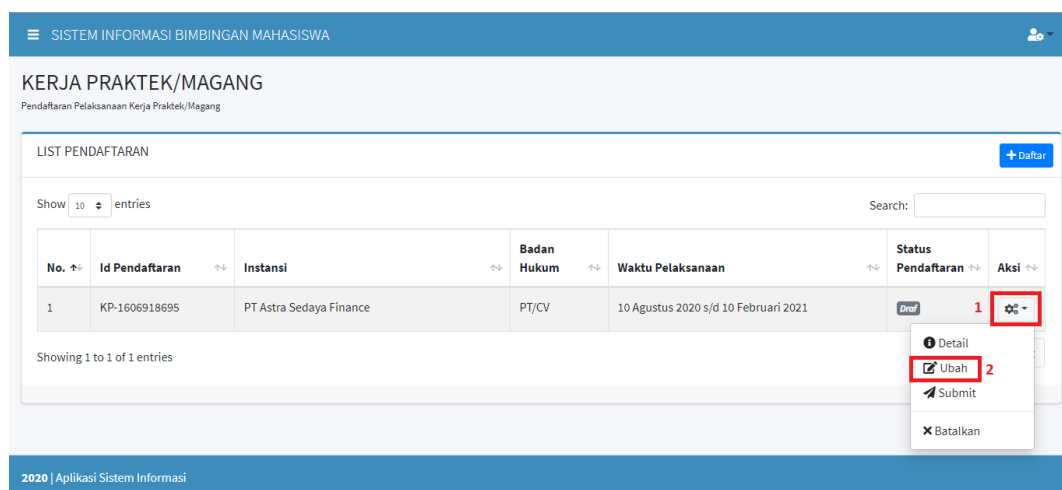 SISTEM INFORMASI BIMBINGAN MAHASISWA
KERJA PRAKTEK/MAGANG
Pendaftaran Pelaksanaan Kerja Praktek/Magang
LIST PENDAFTARAN
Daftar
Show 10 entries
Search:
No. Id Pendaftaran Instansi Badan Hukum Waktu Pelaksanaan Status Pendaftaran Aksi
1 KP-1606918695 PT Astra Sedaya Finance PT/CV 10 Agustus 2020 s/d 10 Februari 2021 Draf 1
Showing 1 to 1 of 1 entries
Detail
Ubah 2
Submit
Batalkan
2020 | Aplikasi Sistem Informasi